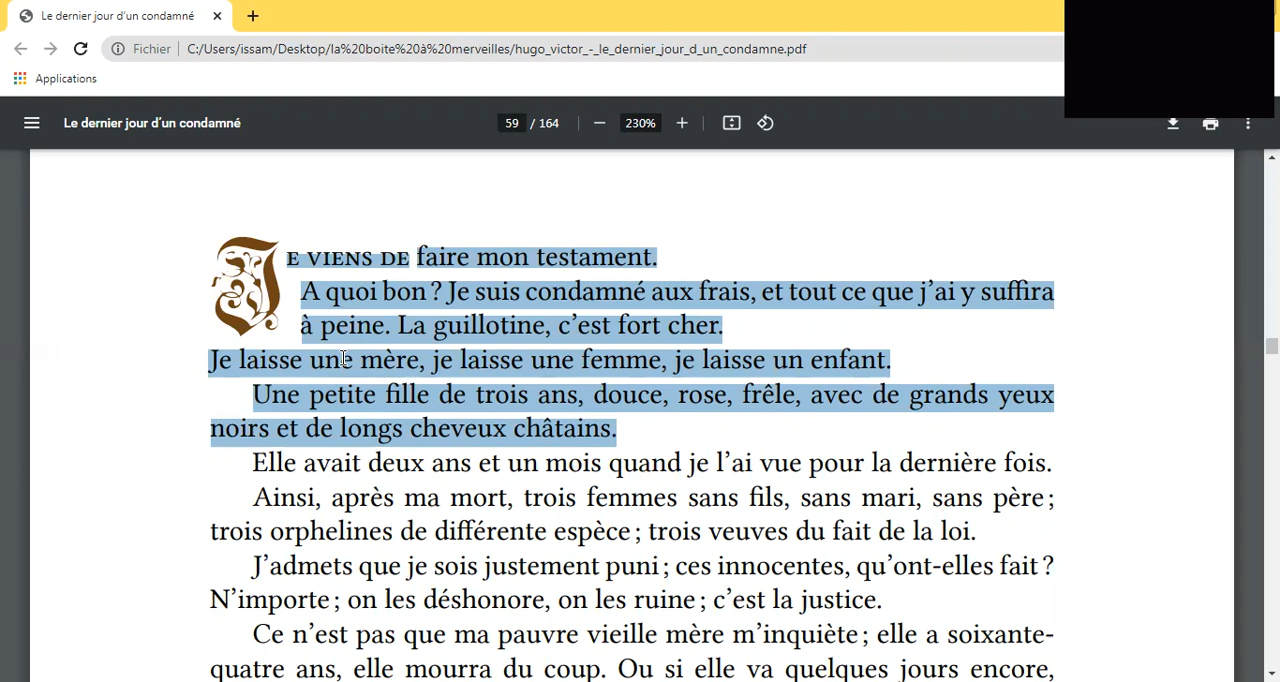 Le dernier jour d'un condamné
Fichier C:/Users/issam/Desktop/la%20boite%20à%20merveilles/hugo_victor_-_le_dernier_jour_d_un_condamne.pdf
Applications
Le dernier jour d'un condamné 59 / 164 230%
JE VIENS DE faire mon testament.
A quoi bon ? Je suis condamné aux frais, et tout ce que j'ai y suffira
à peine. La guillotine, c'est fort cher.
Je laisse une mère, je laisse une femme, je laisse un enfant.
Une petite fille de trois ans, douce, rose, frêle, avec de grands yeux
noirs et de longs cheveux châtains.
Elle avait deux ans et un mois quand je l'ai vue pour la dernière fois.
Ainsi, après ma mort, trois femmes sans fils, sans mari, sans père ;
trois orphelines de différente espèce ; trois veuves du fait de la loi.
J'admets que je sois justement puni ; ces innocentes, qu'ont-elles fait ?
N'importe ; on les déshonore, on les ruine ; c'est la justice.
Ce n'est pas que ma pauvre vieille mère m'inquiète ; elle a soixante-
quatre ans, elle mourra du coup. Ou si elle va quelques jours encore,